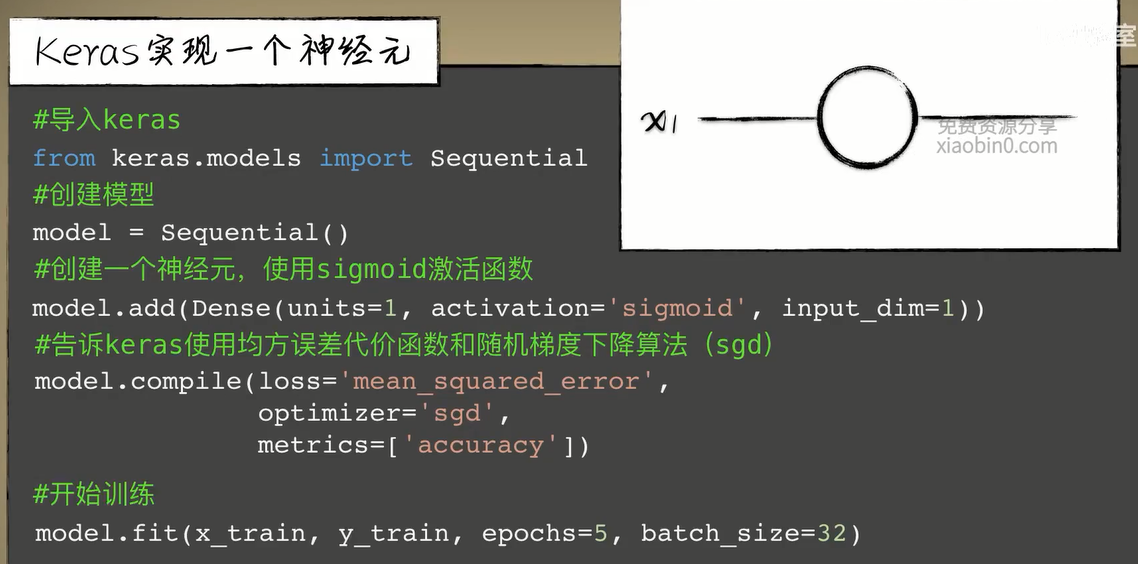 Keras实现一个神经元
#导入keras
from keras.models import Sequential
#创建模型
model = Sequential()
#创建一个神经元，使用sigmoid激活函数
model.add(Dense(units=1, activation='sigmoid', input_dim=1))
#告诉keras使用均方误差代价函数和随机梯度下降算法（sgd）
model.compile(loss='mean_squared_error',
optimizer='sgd',
metrics=['accuracy'])
#开始训练
model.fit(x_train, y_train, epochs=5, batch_size=32)
x1
免费资源分享
xiaobin0.com
室